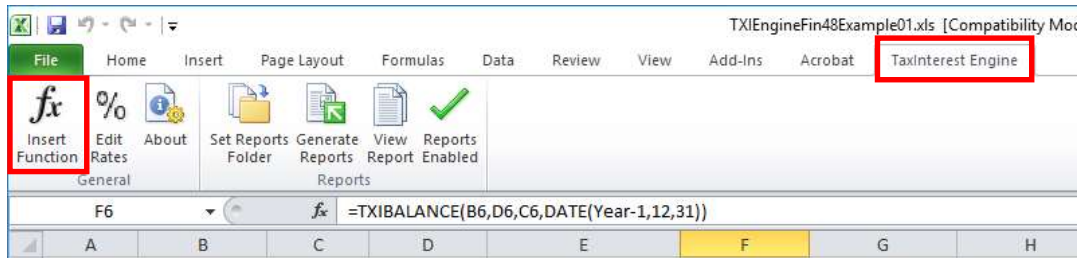 TXIEngineFin48Example01.xls [Compatibility Mod
File Home Insert Page Layout Formulas Data Review View Add-Ins Acrobat TaxInterest Engine
fx % 
Insert Edit About Set Reports Generate View Reports
Function Rates Folder Reports Report Enabled
General Reports
F6 fx =TXIBALANCE(B6,D6,C6,DATE(Year-1,12,31))
A B C D E F G H